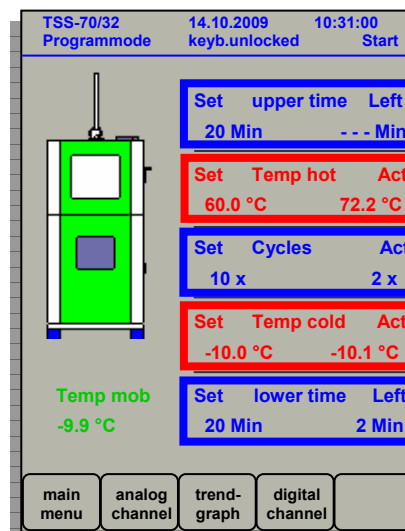 TSS-70/32 14.10.2009 10:31:00
Programmode keyb.unlocked Start
Set upper time Left
20 Min - - - Min
Set Temp hot Act
60.0 °C 72.2 °C
Set Cycles Act
10 x 2 x
Set Temp cold Act
-10.0 °C -10.1 °C
Temp mob
-9.9 °C
Set lower time Left
20 Min 2 Min
main menu
analog channel
trend-graph
digital channel